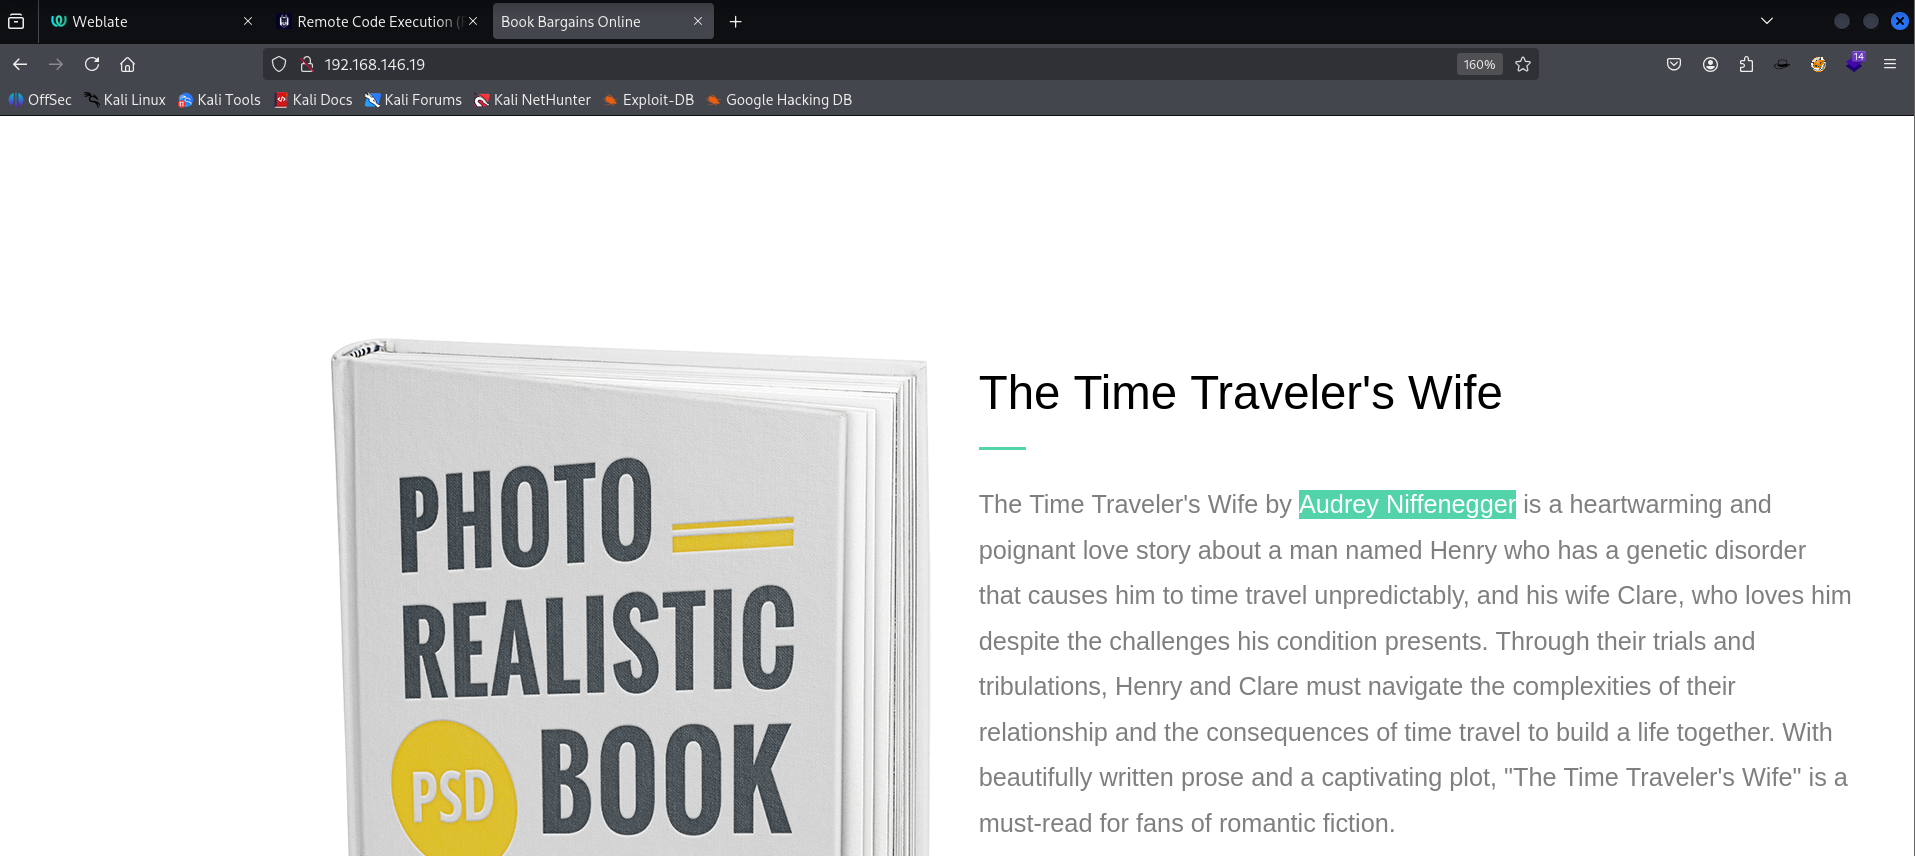 Weblate
Remote Code Execution (
Book Bargains Online
192.168.146.19
160%
14
OffSec
Kali Linux
Kali Tools
Kali Docs
Kali Forums
Kali NetHunter
Exploit-DB
Google Hacking DB
PHOTO
REALISTIC
PSD BOOK
The Time Traveler's Wife
The Time Traveler's Wife by Audrey Niffenegger is a heartwarming and
poignant love story about a man named Henry who has a genetic disorder
that causes him to time travel unpredictably, and his wife Clare, who loves him
despite the challenges his condition presents. Through their trials and
tribulations, Henry and Clare must navigate the complexities of their
relationship and the consequences of time travel to build a life together. With
beautifully written prose and a captivating plot, "The Time Traveler's Wife" is a
must-read for fans of romantic fiction.